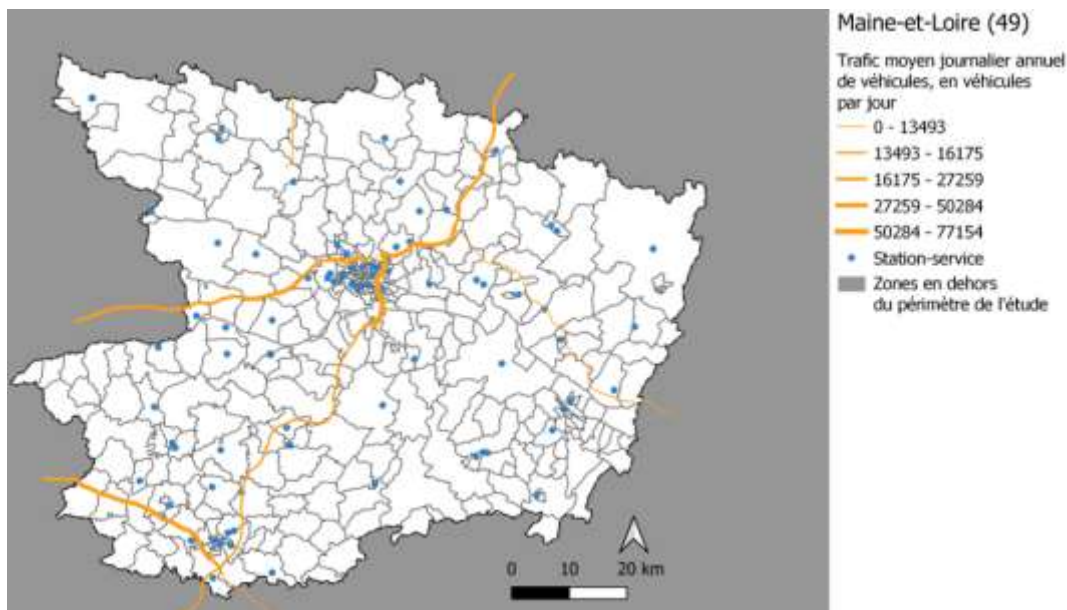 Maine-et-Loire (49)
Trafic moyen journalier annuel
de véhicules, en véhicules
par jour
0 - 13493
13493 - 16175
16175 - 27259
27259 - 50284
50284 - 77154
Station-service
Zones en dehors
du périmètre de l'étude
0 10 20 km